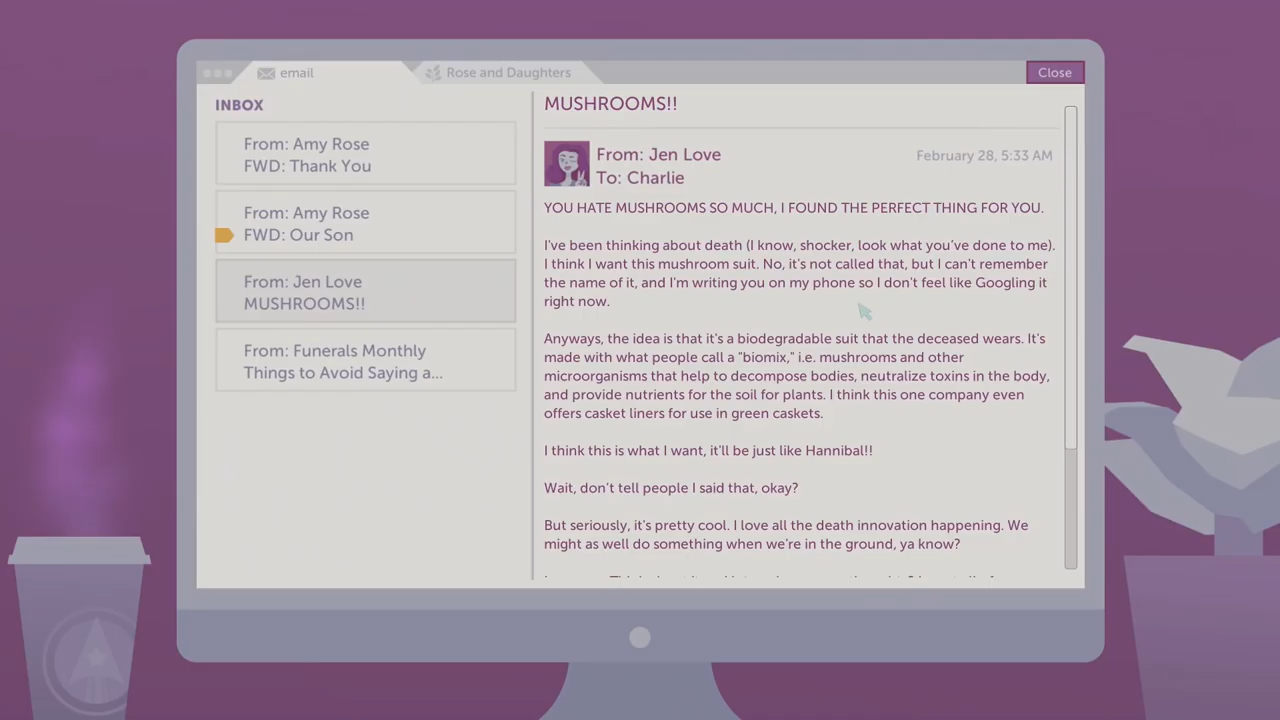 email
Rose and Daughters
Close
INBOX
From: Amy Rose
FWD: Thank You
From: Amy Rose
FWD: Our Son
From: Jen Love
MUSHROOMS!!
From: Funerals Monthly
Things to Avoid Saying a...
MUSHROOMS!!
From: Jen Love
February 28, 5:33 AM
To: Charlie
YOU HATE MUSHROOMS SO MUCH, I FOUND THE PERFECT THING FOR YOU.
I've been thinking about death (I know, shocker, look what you've done to me).
I think I want this mushroom suit. No, it's not called that, but I can't remember
the name of it, and I'm writing you on my phone so I don't feel like Googling it
right now.
Anyways, the idea is that it's a biodegradable suit that the deceased wears. It's
made with what people call a "biomix," i.e. mushrooms and other
microorganisms that help to decompose bodies, neutralize toxins in the body,
and provide nutrients for the soil for plants. I think this one company even
offers casket liners for use in green caskets.
I think this is what I want, it'll be just like Hannibal!!
Wait, don't tell people I said that, okay?
But seriously, it's pretty cool. I love all the death innovation happening. We
might as well do something when we're in the ground, ya know?